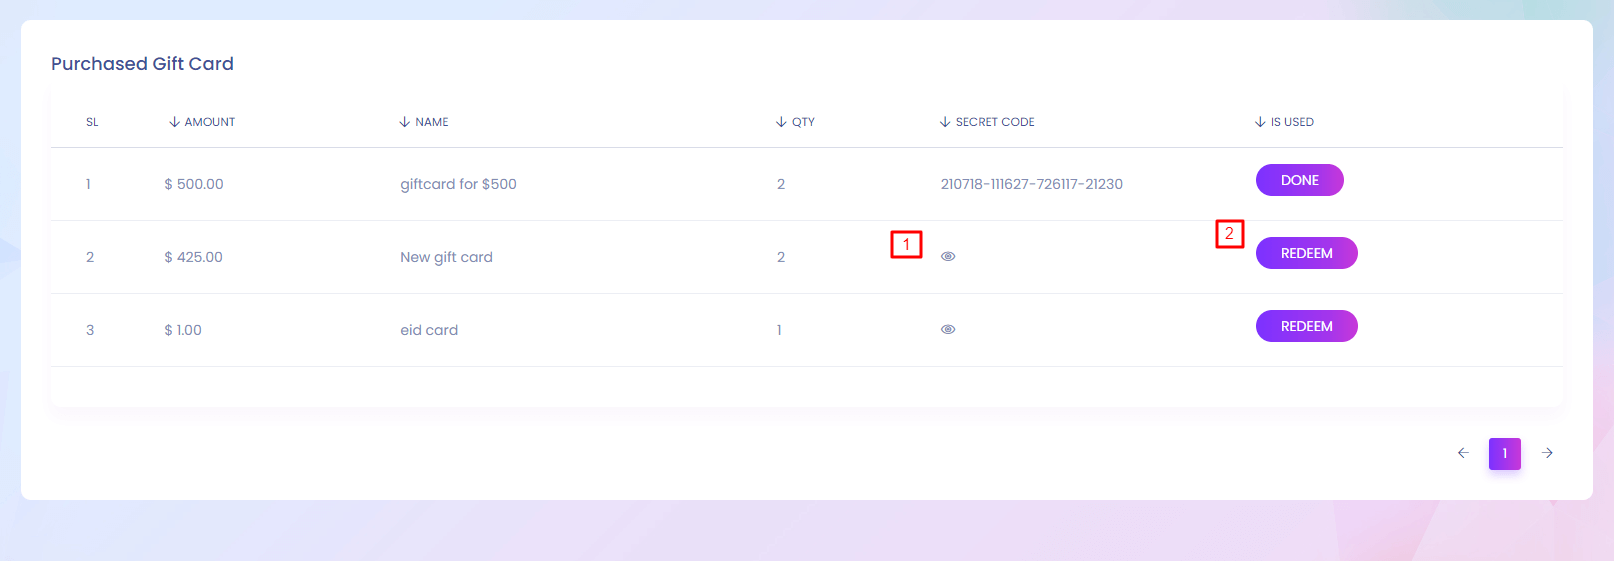 Purchased Gift Card
SL AMOUNT NAME QTY SECRET CODE IS USED
1 $ 500.00 giftcard for $500 2 210718-111627-726117-21230 DONE
2 $ 425.00 New gift card 2 1 2 REDEEM
3 $ 1.00 eid card 1 REDEEM
1